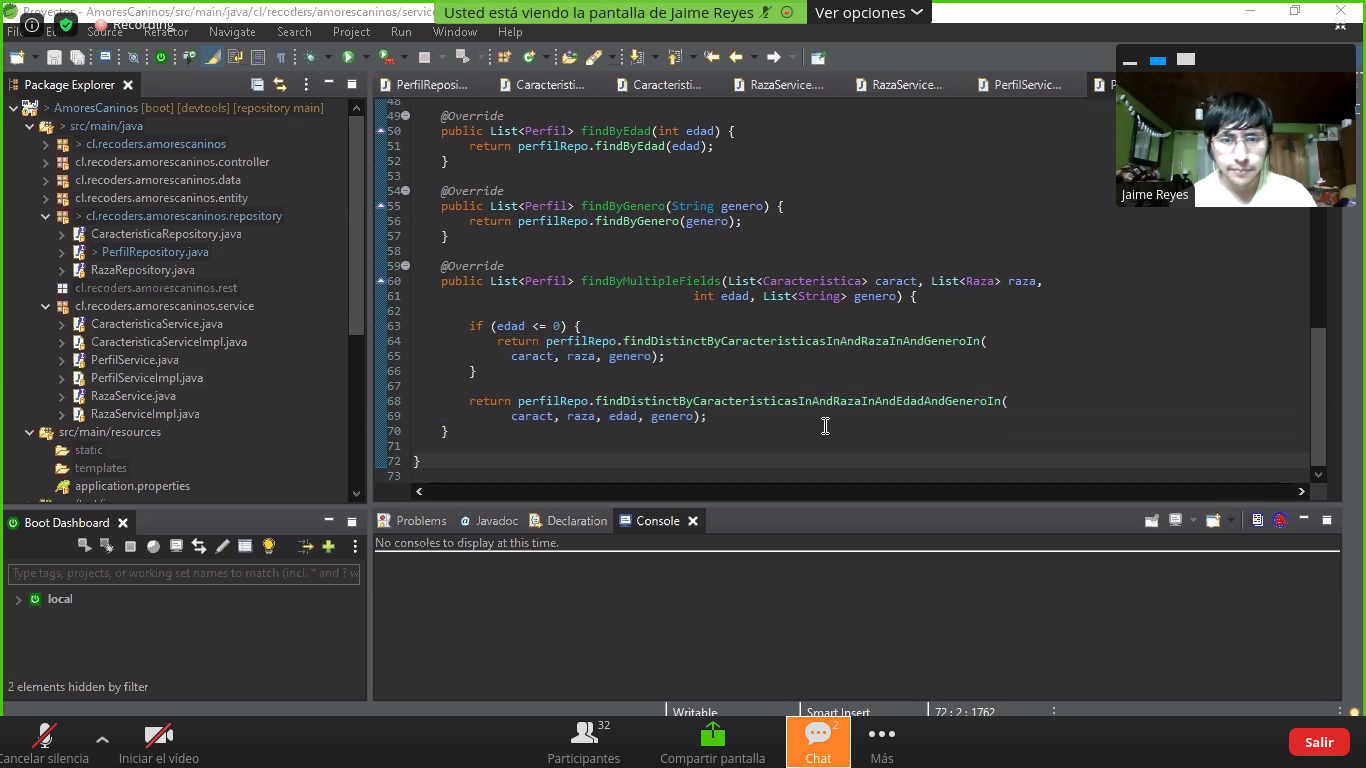 Proyectos - AmoresCaninos/src/main/java/cl/recoders/amorescaninos/service
Usted está viendo la pantalla de Jaime Reyes
Ver opciones
Recording
File Edit Source Refactor Navigate Search Project Run Window Help
Package Explorer
PerfilReposi...
Caracteristi...
Caracteristi...
RazaService....
RazaService...
PerfilServic...
> AmoresCaninos [boot] [devtools] [repository main]
> src/main/java
> cl.recoders.amorescaninos
cl.recoders.amorescaninos.controller
cl.recoders.amorescaninos.data
cl.recoders.amorescaninos.entity
> cl.recoders.amorescaninos.repository
CaracteristicaRepository.java
> PerfilRepository.java
RazaRepository.java
cl.recoders.amorescaninos.rest
cl.recoders.amorescaninos.service
CaracteristicaService.java
CaracteristicaServiceImpl.java
PerfilService.java
PerfilServiceImpl.java
RazaService.java
RazaServiceImpl.java
src/main/resources
static
templates
application.properties
48
49 @Override
50 public List<Perfil> findByEdad(int edad) {
51 return perfilRepo.findByEdad(edad);
52 }
53
54 @Override
55 public List<Perfil> findByGenero(String genero) {
56 return perfilRepo.findByGenero(genero);
57 }
58
59 @Override
60 public List<Perfil> findByMultipleFields(List<Caracteristica> caract, List<Raza> raza,
61 int edad, List<String> genero) {
62
63 if (edad <= 0) {
64 return perfilRepo.findDistinctByCaracteristicasInAndRazaInAndGeneroIn(
65 caract, raza, genero);
66 }
67
68 return perfilRepo.findDistinctByCaracteristicasInAndRazaInAndEdadAndGeneroIn(
69 caract, raza, edad, genero);
70 }
71
72 }
73
Jaime Reyes
Boot Dashboard
Type tags, projects, or working set names to match (incl. * and ? w
local
2 elements hidden by filter
Problems
@ Javadoc
Declaration
Console
No consoles to display at this time.
Writable
Smart Insert
72 : 2 : 1762
Cancelar silencia
Iniciar el vídeo
32
Participantes
Compartir pantalla
2
Chat
Más
Salir